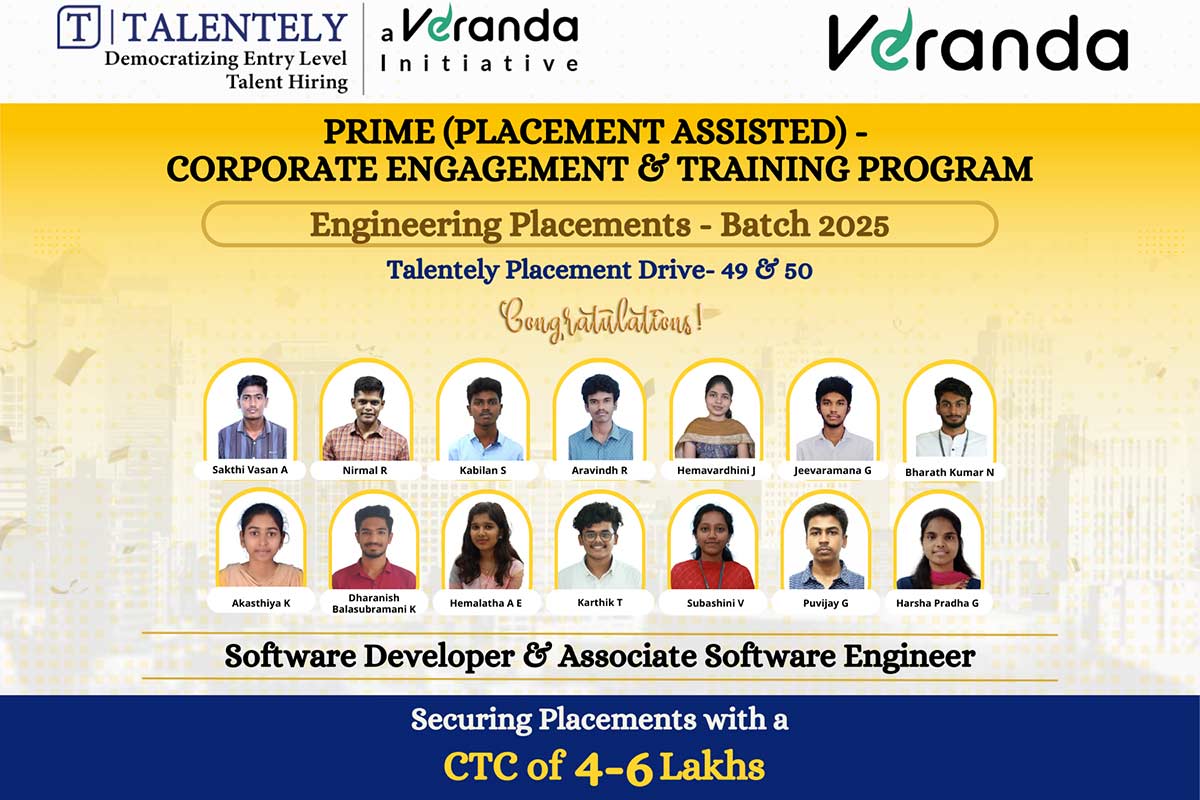 T | TALENTELY
Democratizing Entry Level
Talent Hiring
a Veranda
Initiative
Veranda
PRIME (PLACEMENT ASSISTED) -
CORPORATE ENGAGEMENT & TRAINING PROGRAM
Engineering Placements - Batch 2025
Talentely Placement Drive- 49 & 50
Congratulations!
Sakthi Vasan A
Nirmal R
Kabilan S
Aravindh R
Hemavardhini J
Jeevaramana G
Bharath Kumar N
Akasthiya K
Dharanish
Balasubramani K
Hemalatha A E
Karthik T
Subashini V
Puvijay G
Harsha Pradha G
Software Developer & Associate Software Engineer
Securing Placements with a
CTC of 4-6 Lakhs